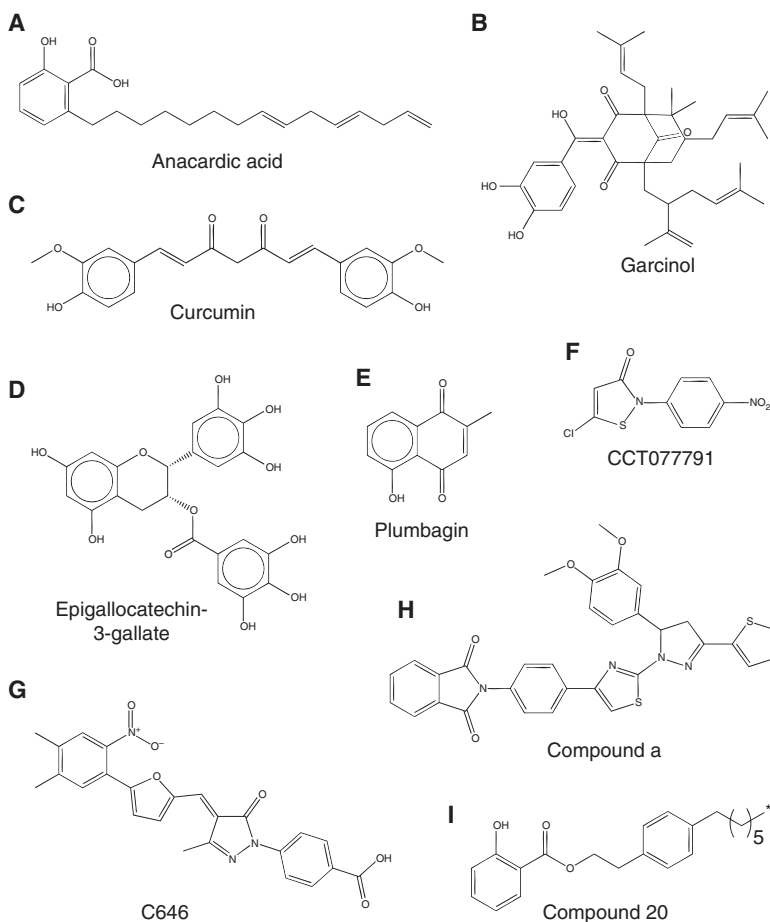 A
OH
O
OH
Anacardic acid
B
O
HO
O
O
HO
HO
Garcinol
C
O
O
O
O
HO
OH
Curcumin
D
OH
OH
HO
O
OH
OH
O
O
OH
OH
OH
Epigallocatechin-
3-gallate
E
O
OH
O
Plumbagin
F
O
N
NO₂
Cl
S
CCT077791
G
O
N⁺
O⁻
O
O
N
N
OH
O
C646
H
O
O
O
N
O
N
S
N
N
S
Compound a
I
OH
O
O
*
5
Compound 20